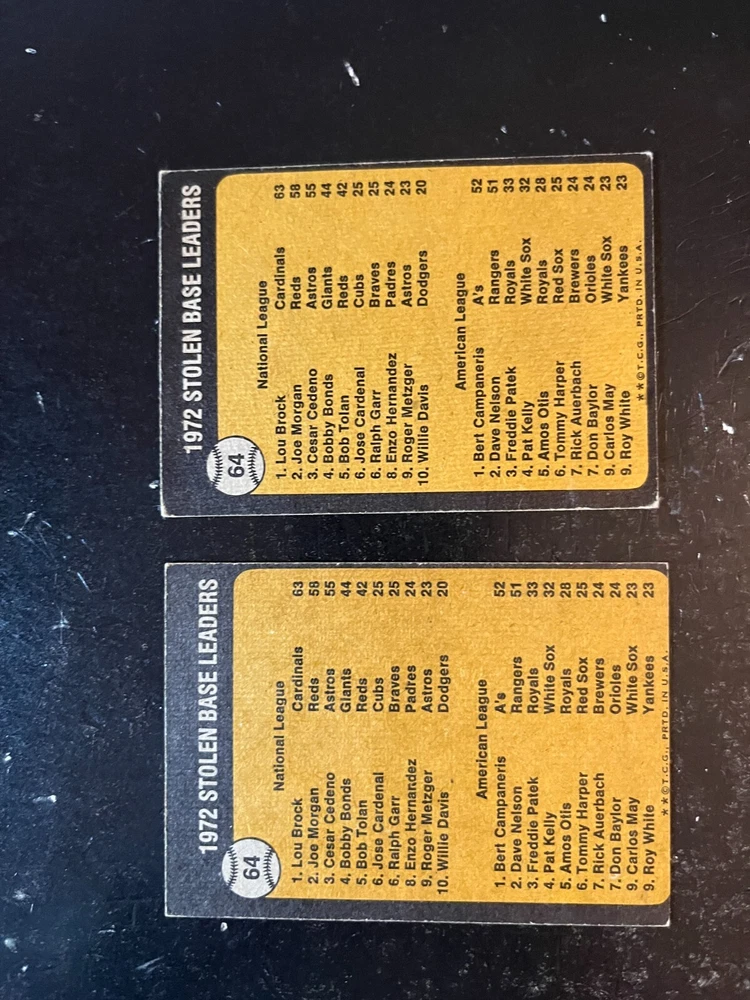 1972 STOLEN BASE LEADERS
64
National League
1. Lou Brock Cardinals 63
2. Joe Morgan Reds 58
3. Cesar Cedeno Astros 55
4. Bobby Bonds Giants 44
5. Bob Tolan Reds 42
6. Jose Cardenal Cubs 25
6. Ralph Garr Braves 25
8. Enzo Hernandez Padres 24
9. Roger Metzger Astros 23
10. Willie Davis Dodgers 20
American League
1. Bert Campaneris A's 52
2. Dave Nelson Rangers 51
3. Freddie Patek Royals 33
4. Pat Kelly White Sox 32
5. Amos Otis Royals 28
6. Tommy Harper Red Sox 25
7. Rick Auerbach Brewers 24
7. Don Baylor Orioles 24
9. Carlos May White Sox 23
9. Roy White Yankees 23
★★©T.C.G., PRTD. IN U.S.A.
1972 STOLEN BASE LEADERS
64
National League
1. Lou Brock Cardinals 63
2. Joe Morgan Reds 58
3. Cesar Cedeno Astros 55
4. Bobby Bonds Giants 44
5. Bob Tolan Reds 42
6. Jose Cardenal Cubs 25
6. Ralph Garr Braves 25
8. Enzo Hernandez Padres 24
9. Roger Metzger Astros 23
10. Willie Davis Dodgers 20
American League
1. Bert Campaneris A's 52
2. Dave Nelson Rangers 51
3. Freddie Patek Royals 33
4. Pat Kelly White Sox 32
5. Amos Otis Royals 28
6. Tommy Harper Red Sox 25
7. Rick Auerbach Brewers 24
7. Don Baylor Orioles 24
9. Carlos May White Sox 23
9. Roy White Yankees 23
★★©T.C.G., PRTD. IN U.S.A.